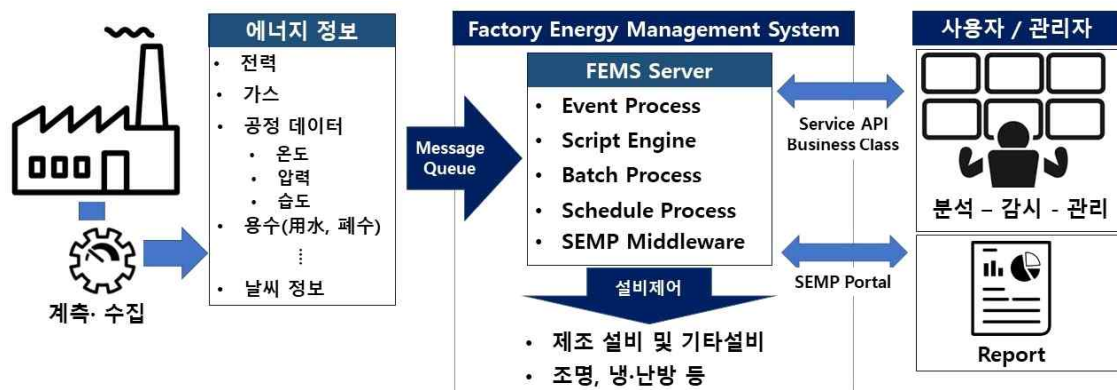 계측· 수집
에너지 정보
• 전력
• 가스
• 공정 데이터
• 온도
• 압력
• 습도
• 용수(用水, 폐수)
⋮
• 날씨 정보
Message
Queue
Factory Energy Management System
FEMS Server
• Event Process
• Script Engine
• Batch Process
• Schedule Process
• SEMP Middleware
설비제어
• 제조 설비 및 기타설비
• 조명, 냉·난방 등
Service API
Business Class
SEMP Portal
사용자 / 관리자
분석 – 감시 - 관리
Report